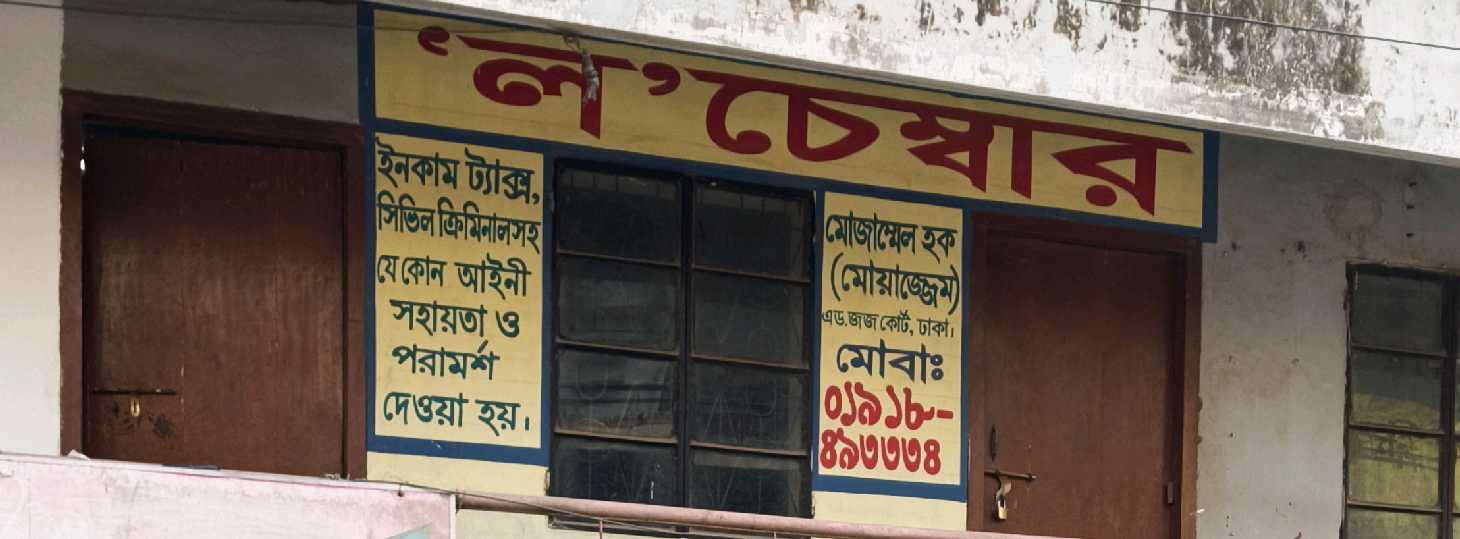 ‘ল’ চেম্বার
ইনকাম ট্যাক্স,
সিভিল ক্রিমিনালসহ
যে কোন আইনী
সহায়তা ও
পরামর্শ
দেওয়া হয়।
মোজাম্মেল হক
(মোয়াজ্জেম)
এড. জজ কোর্ট, ঢাকা।
মোবাঃ
০১৯১৮-
৪৯৩৩৩৪